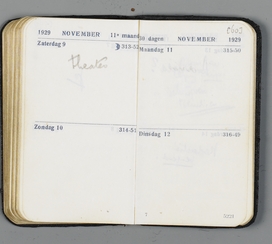 1929 NOVEMBER 11e maand
Zaterdag 9 313-52
theater
Zondag 10 314-51
30 dagen NOVEMBER 1929
Maandag 11 315-50
Dinsdag 12 316-49